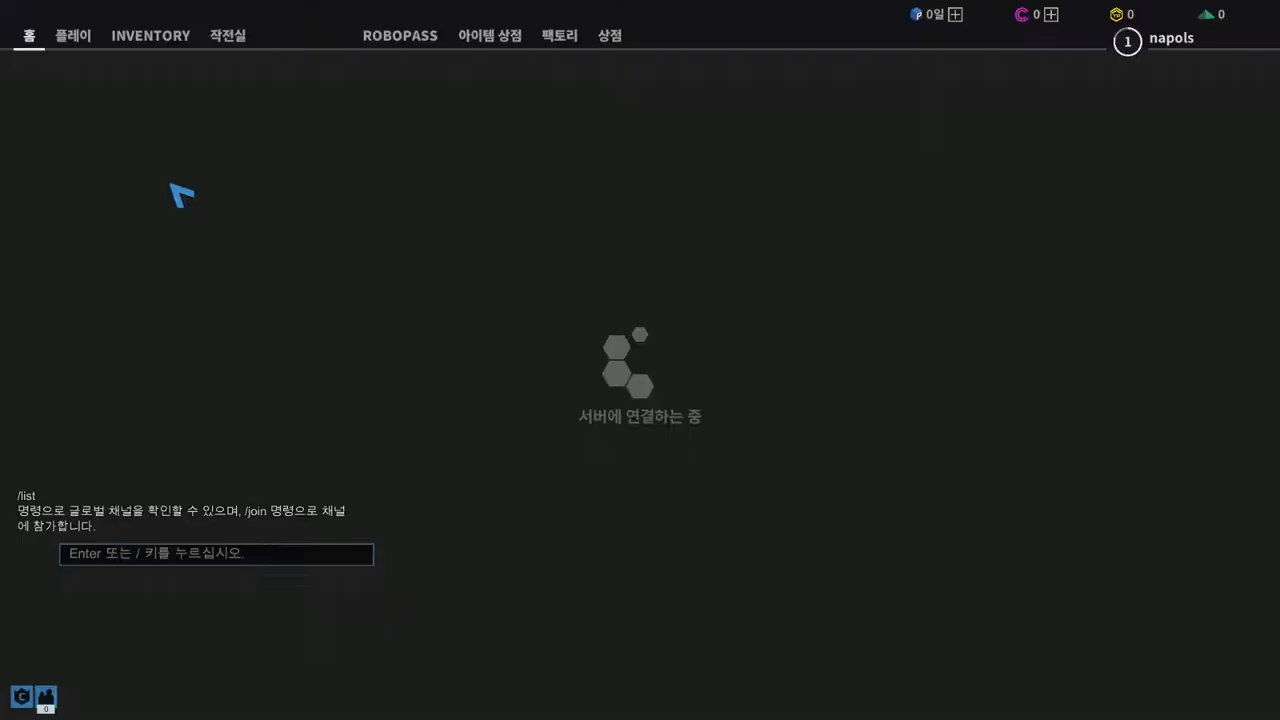 0일
0
0
0
홈 플레이 INVENTORY 작전실 ROBOPASS 아이템 상점 팩토리 상점
1 napols
서버에 연결하는 중
/list
명령으로 글로벌 채널을 확인할 수 있으며, /join 명령으로 채널
에 참가합니다.
Enter 또는 / 키를 누르십시오.
0